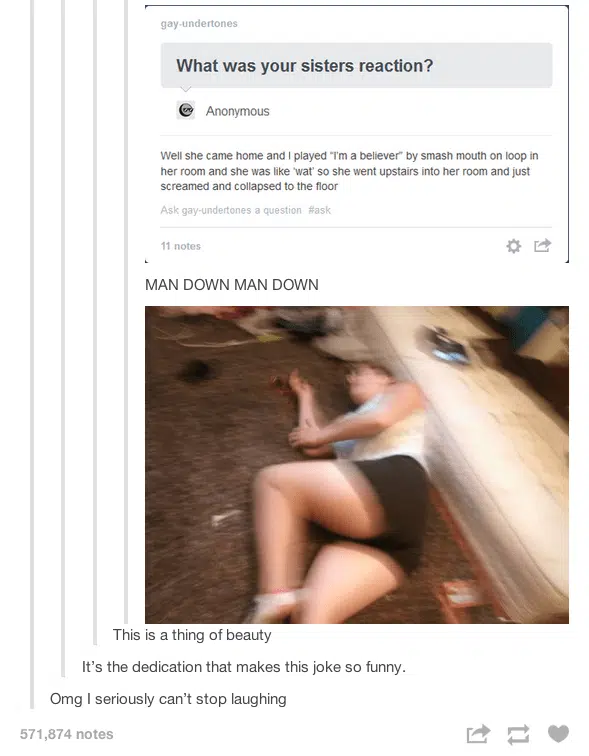 gay-undertones
What was your sisters reaction?
Anonymous
Well she came home and I played "I'm a believer" by smash mouth on loop in
her room and she was like 'wat' so she went upstairs into her room and just
screamed and collapsed to the floor
Ask gay-undertones a question #ask
11 notes
MAN DOWN MAN DOWN
This is a thing of beauty
It's the dedication that makes this joke so funny.
Omg I seriously can't stop laughing
571,874 notes